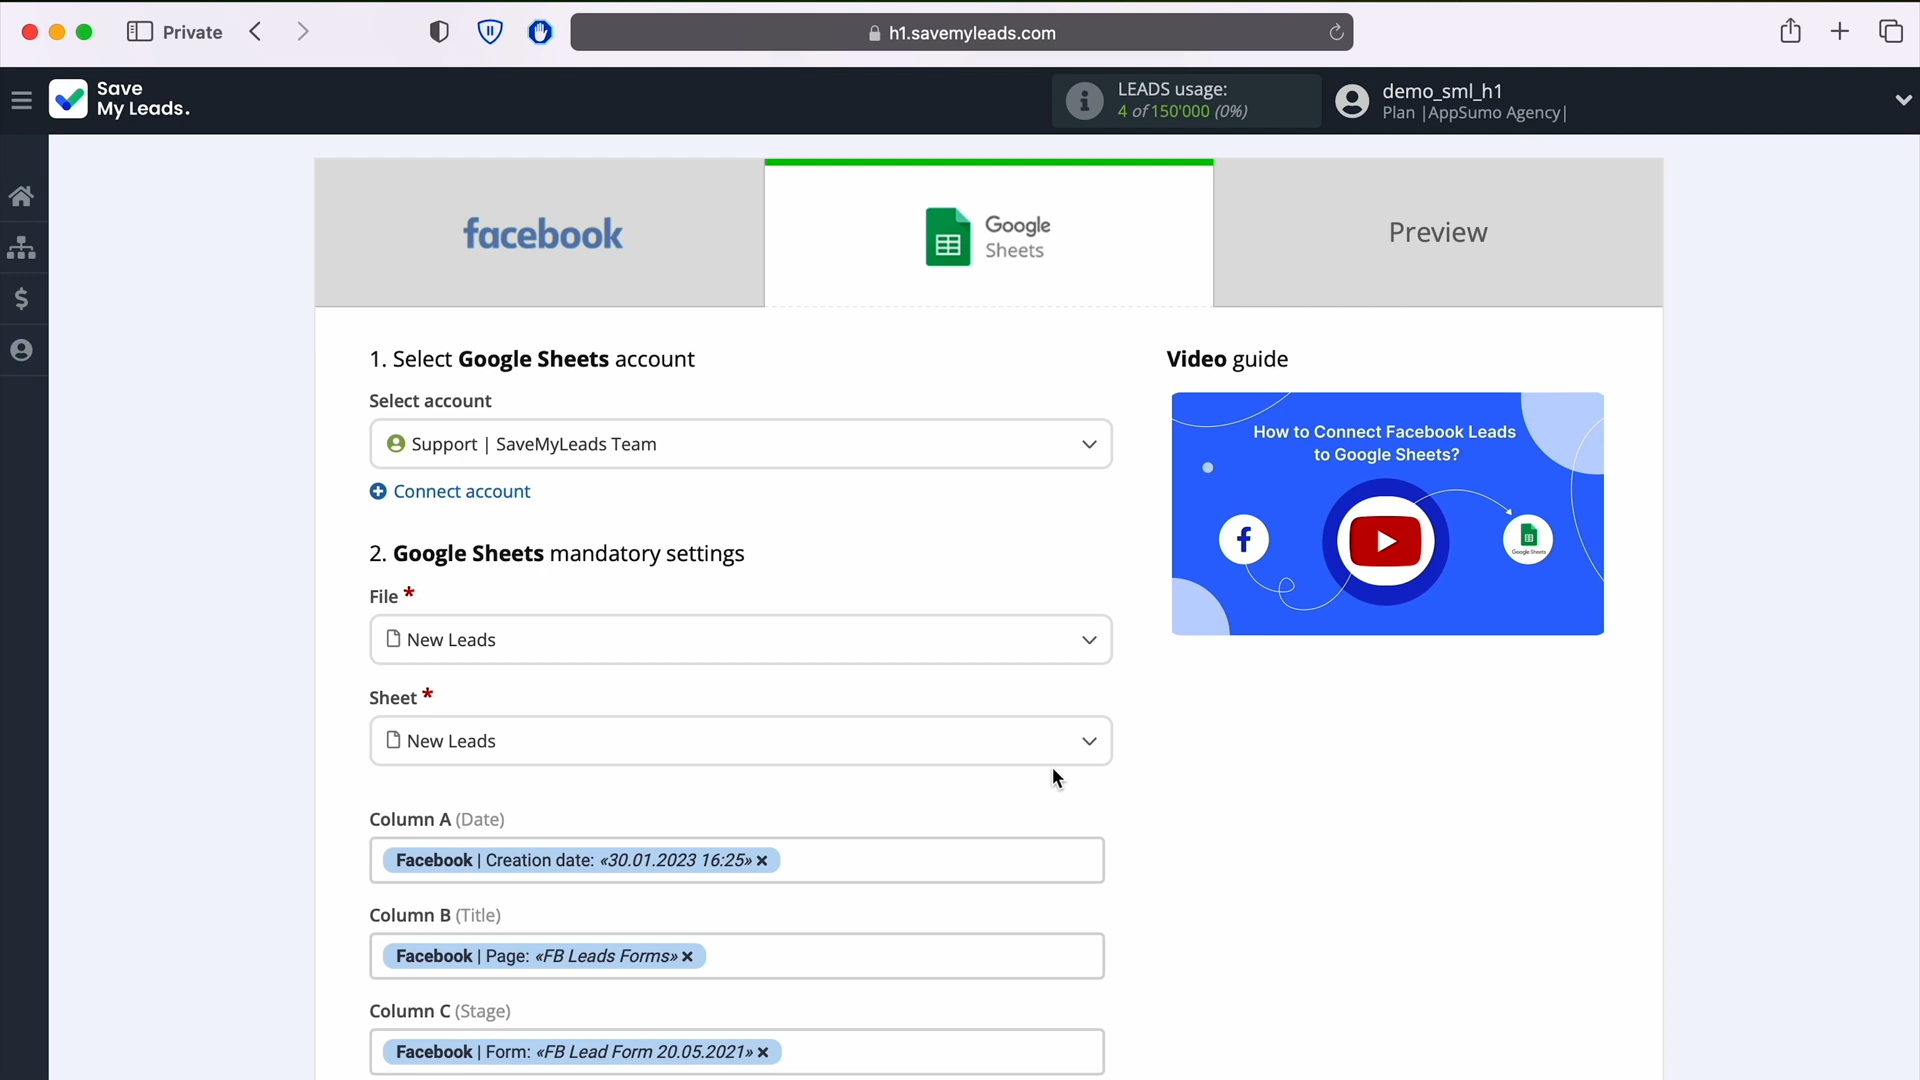 Private
h1.savemyleads.com
Save
My Leads.
LEADS usage:
4 of 150'000 (0%)
demo_sml_h1
Plan |AppSumo Agency|
facebook
Google
Sheets
Preview
1. Select Google Sheets account
Select account
Support | SaveMyLeads Team
Connect account
2. Google Sheets mandatory settings
File *
New Leads
Sheet *
New Leads
Column A (Date)
Facebook | Creation date: «30.01.2023 16:25» ×
Column B (Title)
Facebook | Page: «FB Leads Forms» ×
Column C (Stage)
Facebook | Form: «FB Lead Form 20.05.2021» ×
Video guide
How to Connect Facebook Leads
to Google Sheets?
Google Sheets